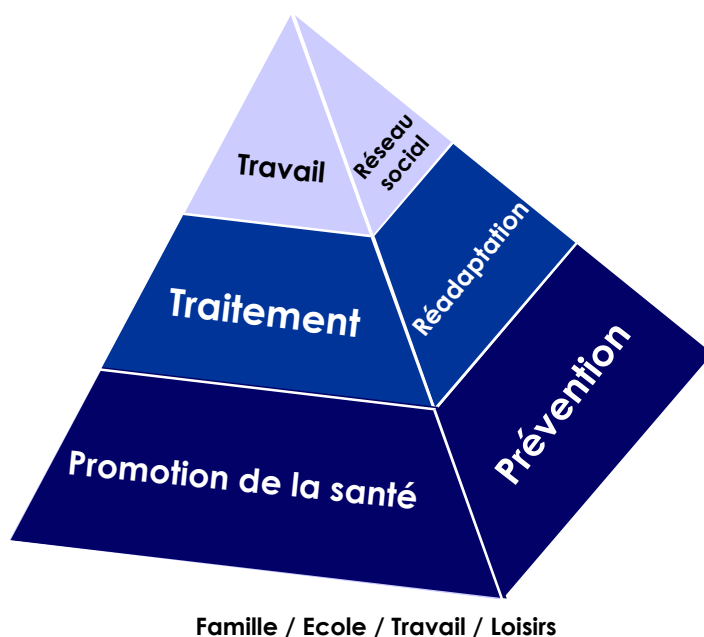 Travail
Réseau
social
Traitement
Réadaptation
Promotion de la santé
Prévention
Famille / Ecole / Travail / Loisirs